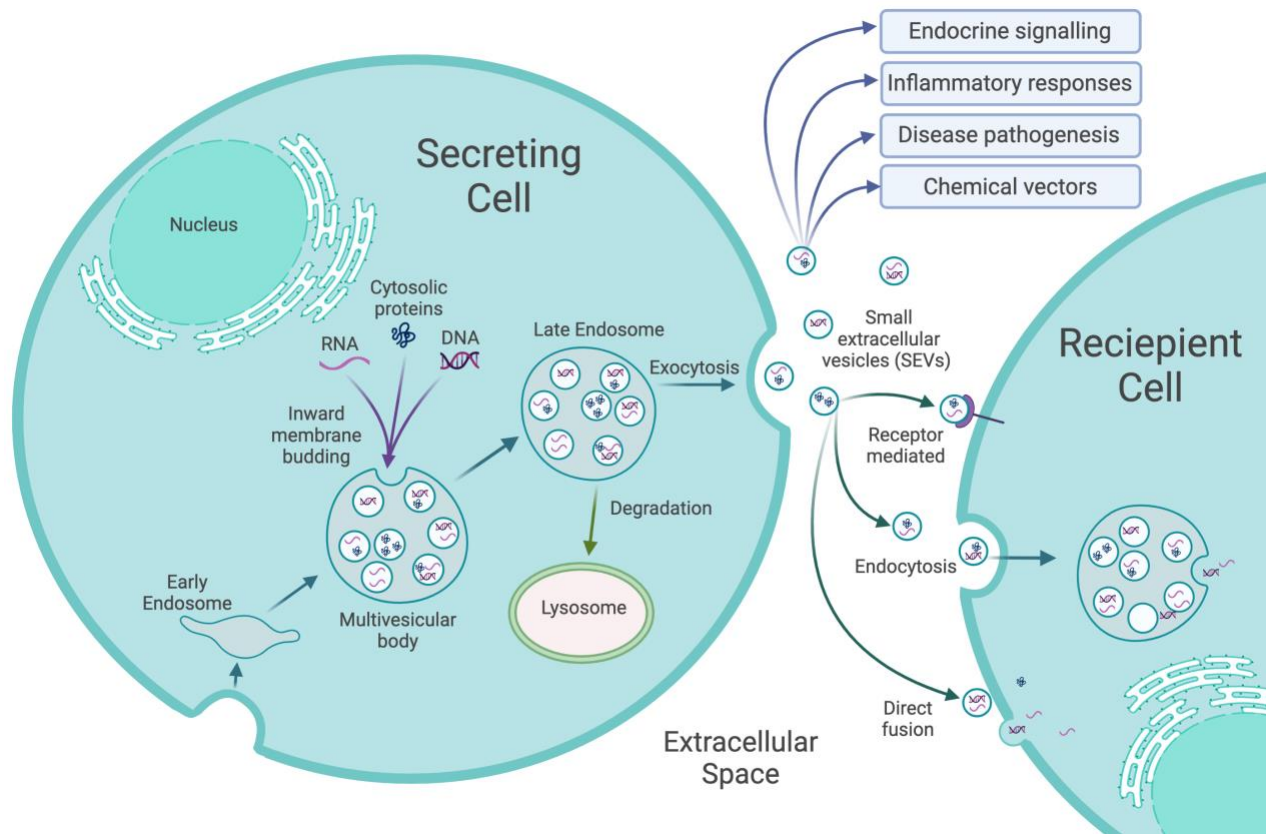 Endocrine signalling
Inflammatory responses
Disease pathogenesis
Chemical vectors
Secreting
Cell
Nucleus
Cytosolic
proteins
RNA
DNA
Inward
membrane
budding
Late Endosome
Exocytosis
Small
extracellular
vesicles (SEVs)
Reciepient
Cell
Receptor
mediated
Degradation
Endocytosis
Early
Endosome
Multivesicular
body
Lysosome
Direct
fusion
Extracellular
Space